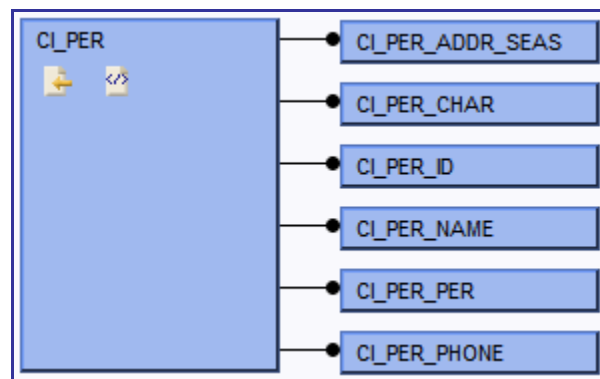 CI_PER
CI_PER_ADDR_SEAS
CI_PER_CHAR
CI_PER_ID
CI_PER_NAME
CI_PER_PER
CI_PER_PHONE